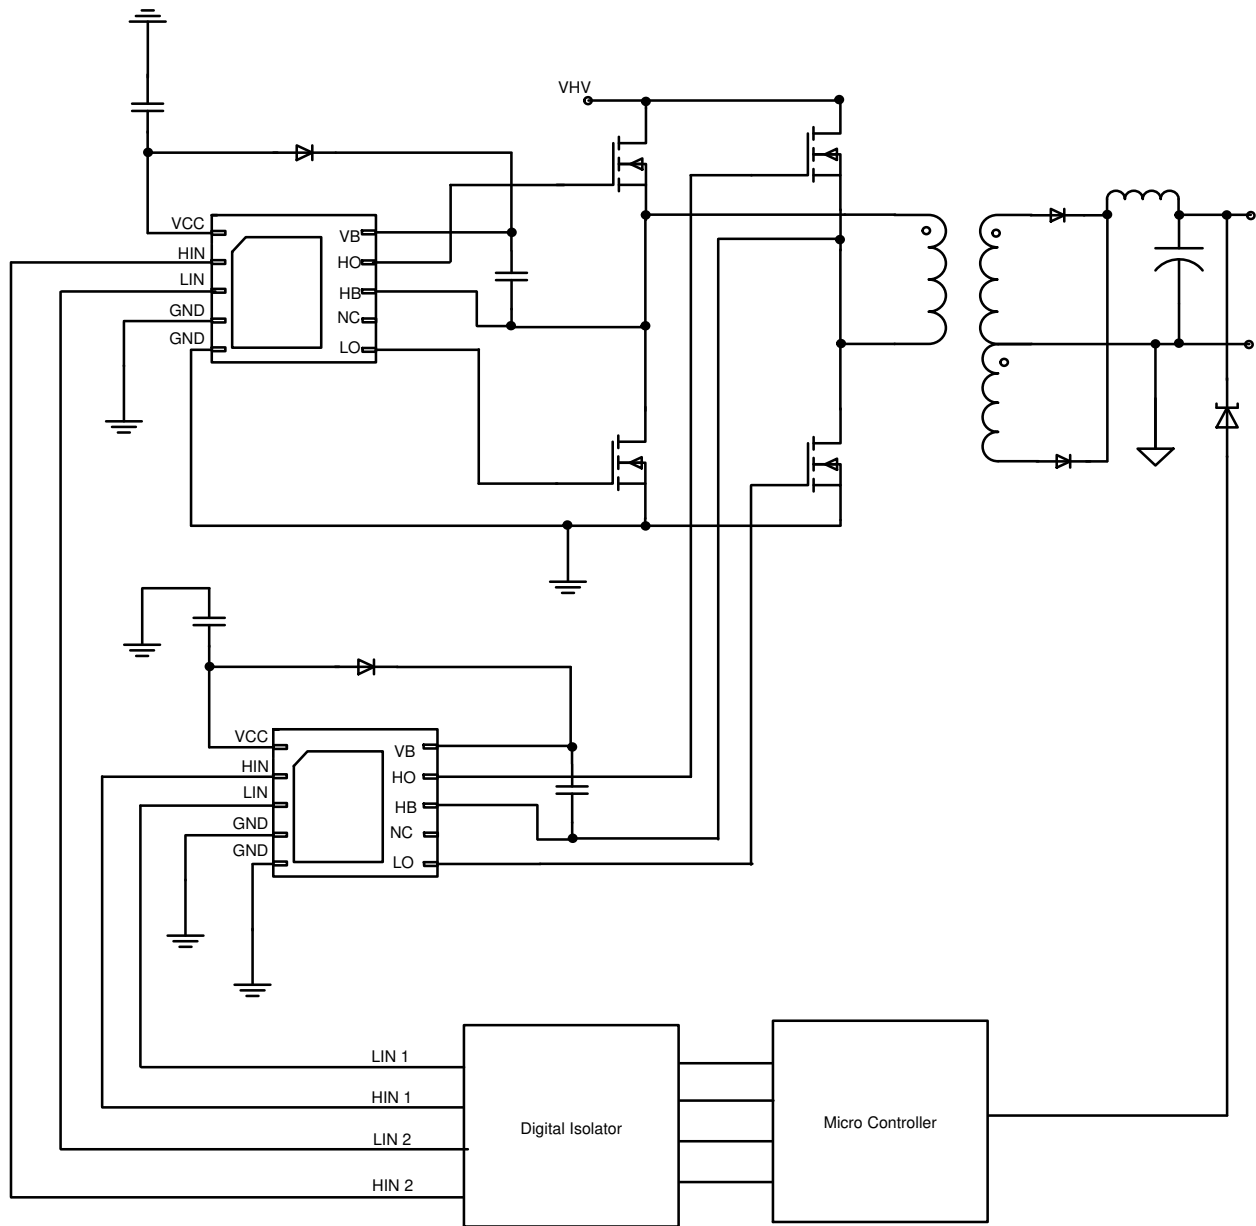 VHV
VCC
HIN
LIN
GND
GND
VB
HO
HB
NC
LO
VCC
HIN
LIN
GND
GND
VB
HO
HB
NC
LO
LIN 1
HIN 1
LIN 2
HIN 2
Digital Isolator
Micro Controller